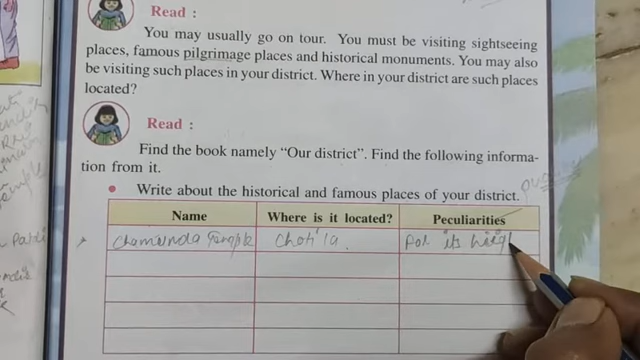 Read :
You may usually go on tour. You must be visiting sightseeing
places, famous pilgrimage places and historical monuments. You may also
be visiting such places in your district. Where in your district are such places
located?
Read :
Find the book namely “Our district”. Find the following informa-
tion from it.
• Write about the historical and famous places of your district.
Name Where is it located? Peculiarities
Chamunda Temple Chotila. For its heigh